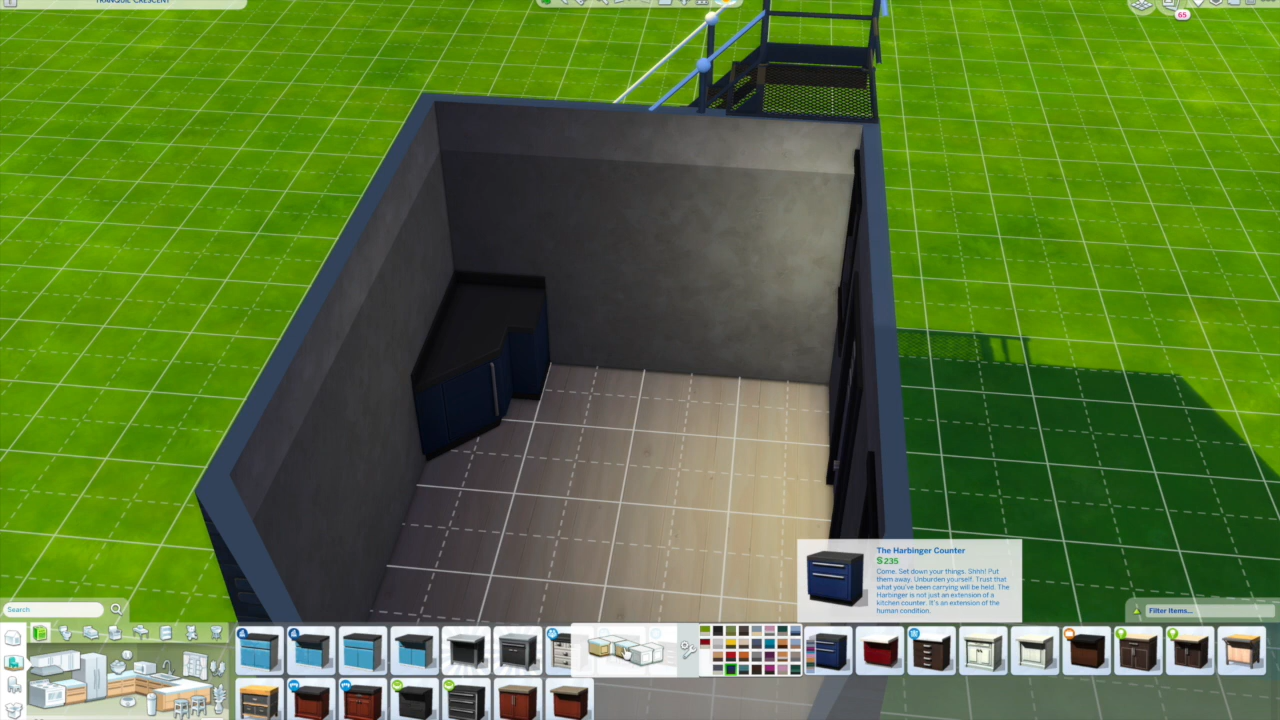 TRANQUIL CRESCENT
65
The Harbinger Counter
§235
Come. Set down your things. Shhh! Put
them away. Unburden yourself. Trust that
what you've been carrying will be held. The
Harbinger is not just an extension of a
kitchen counter. It's an extension of the
human condition.
Search
Filter Items...